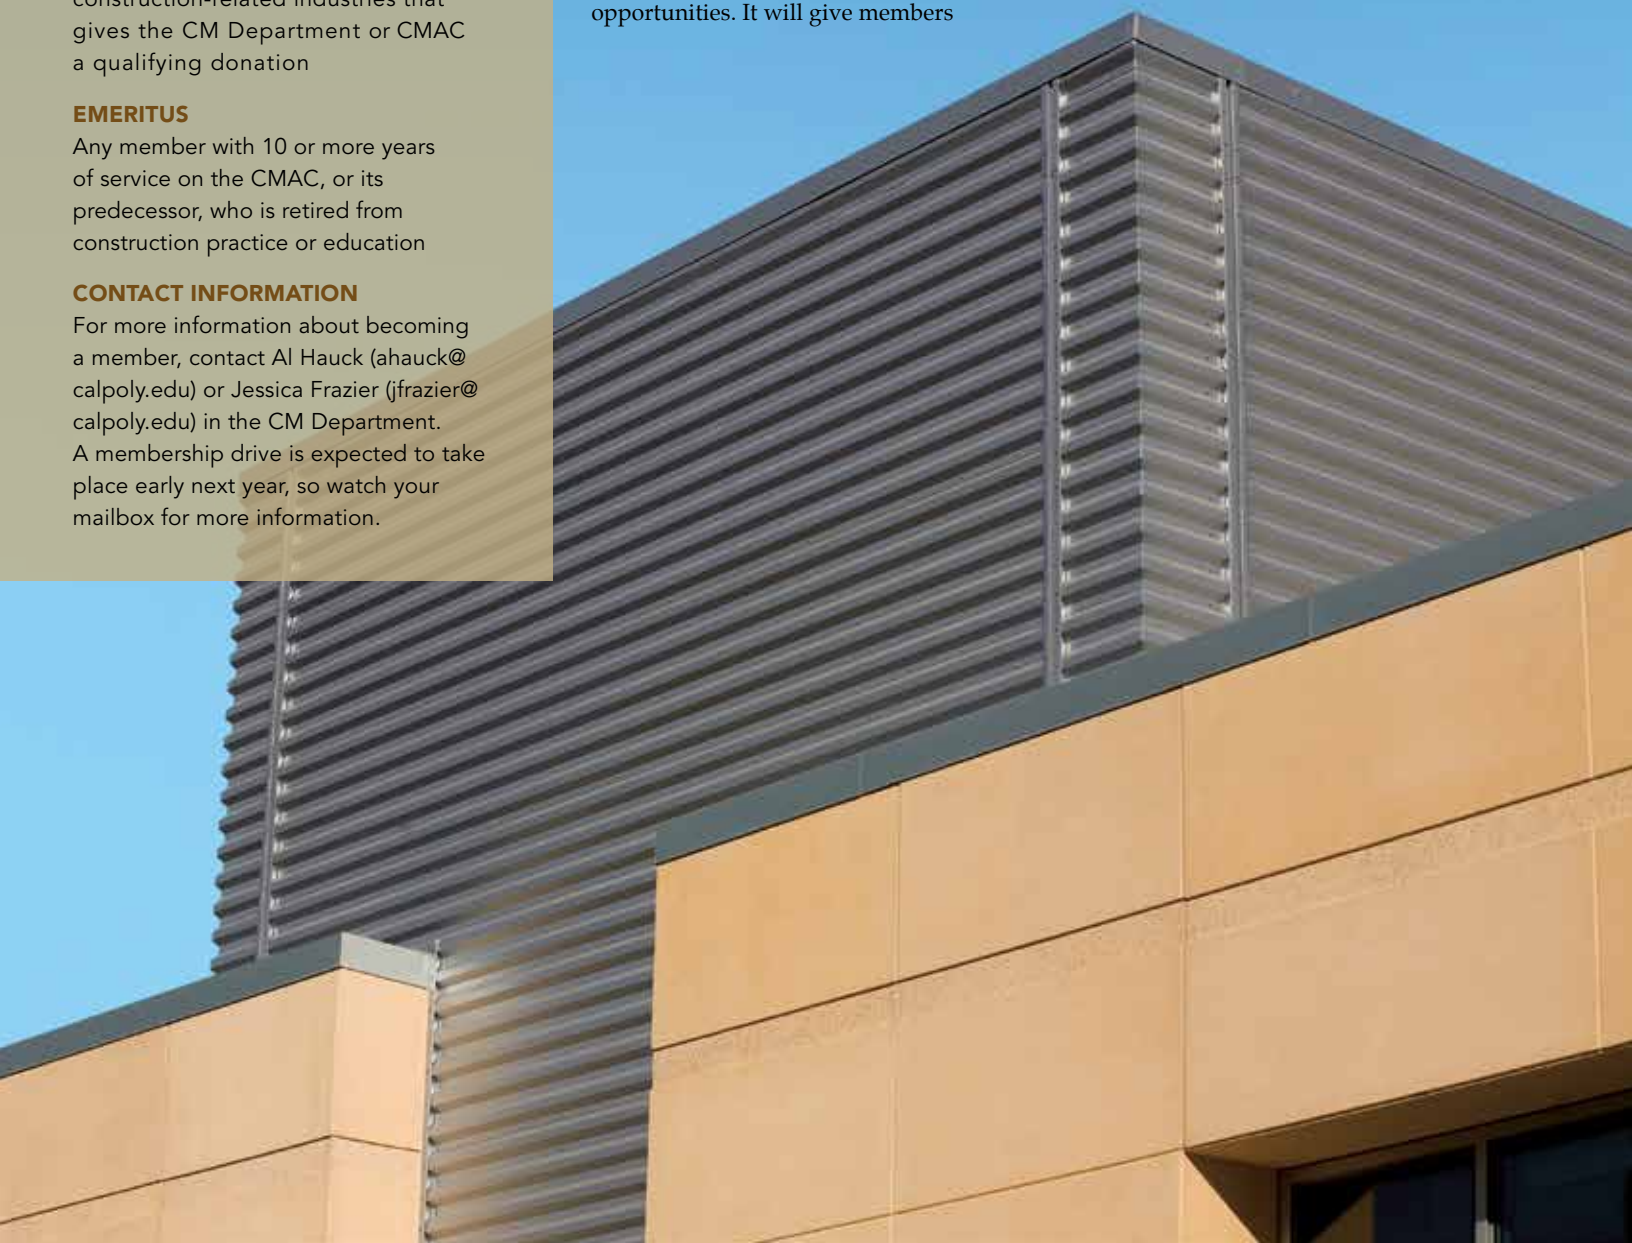 construction-related industries that
gives the CM Department or CMAC
a qualifying donation
EMERITUS
Any member with 10 or more years
of service on the CMAC, or its
predecessor, who is retired from
construction practice or education
CONTACT INFORMATION
For more information about becoming
a member, contact Al Hauck (ahauck@
calpoly.edu) or Jessica Frazier (jfrazier@
calpoly.edu) in the CM Department.
A membership drive is expected to take
place early next year, so watch your
mailbox for more information.
opportunities. It will give members